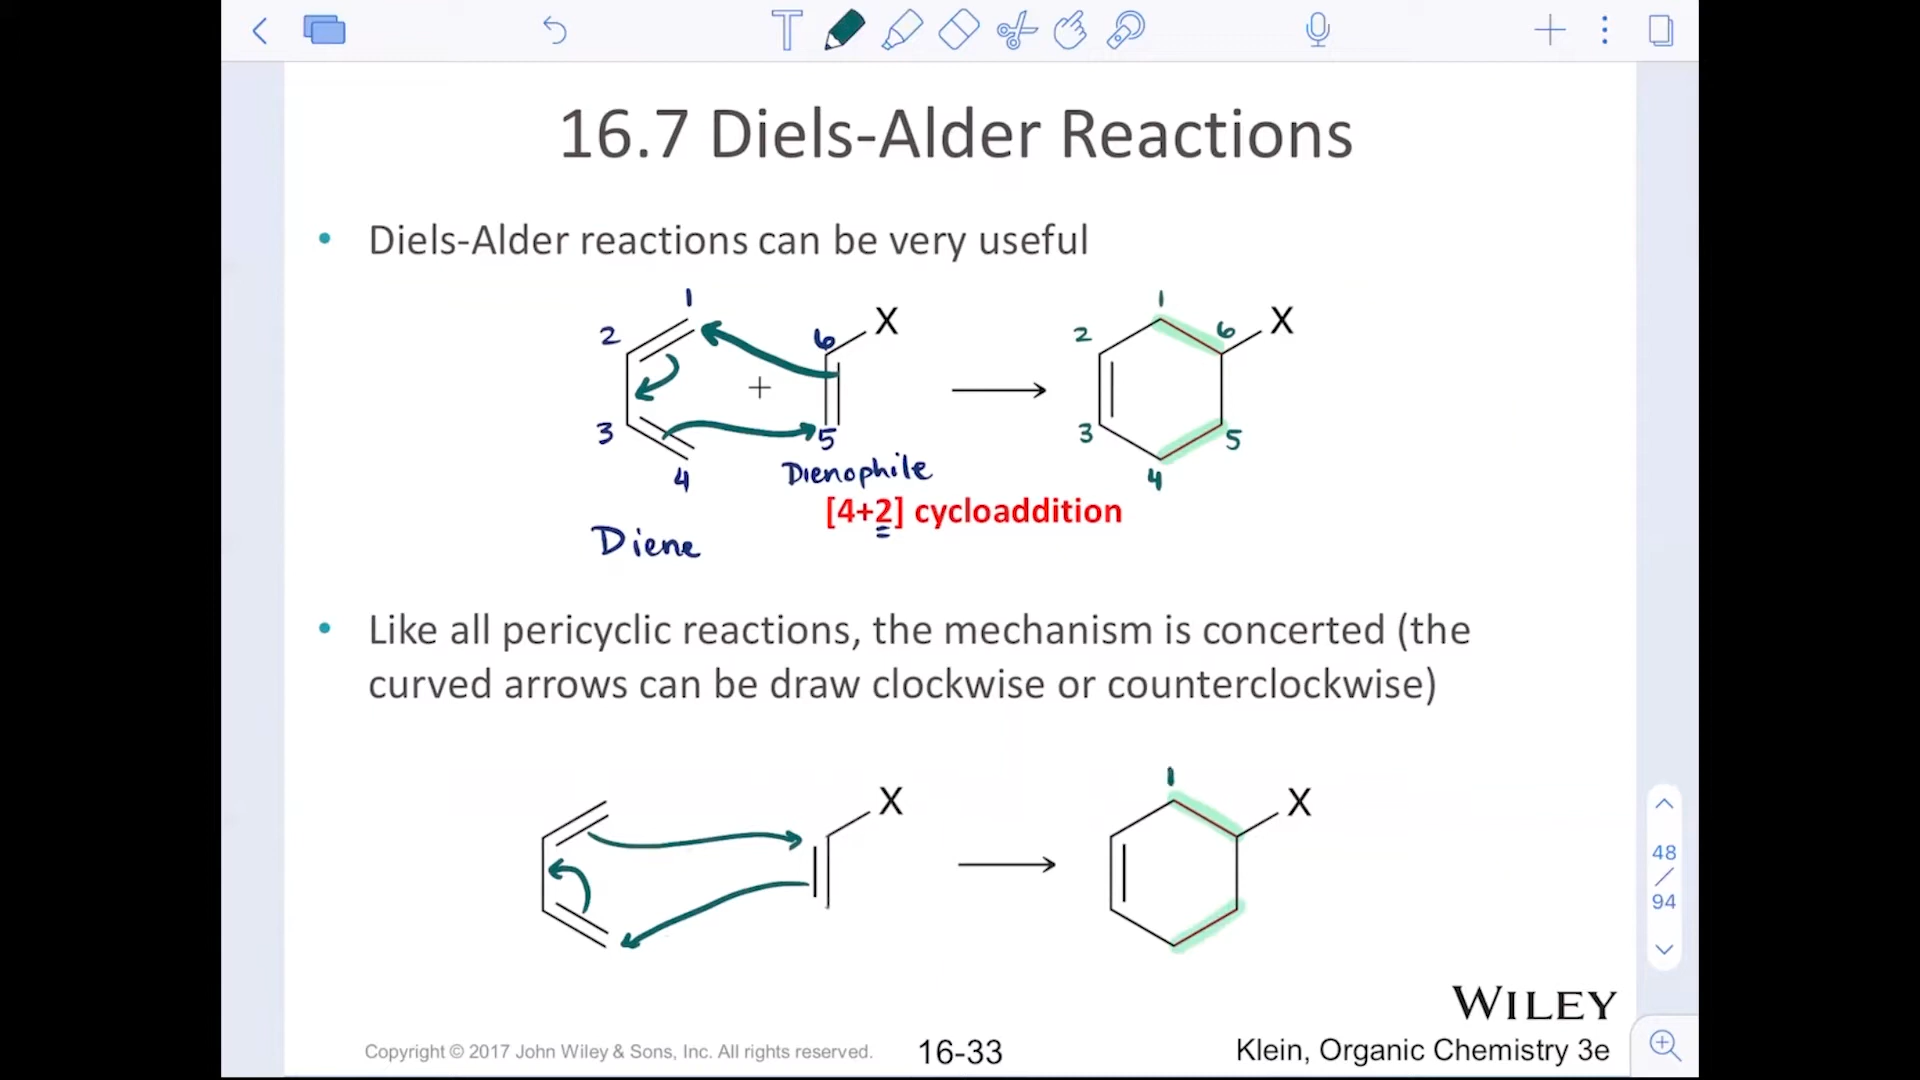 16.7 Diels-Alder Reactions
• Diels-Alder reactions can be very useful
1
2
3
4
+
6
X
5
1
2
3
4
5
6
X
Dienophile
[4+2] cycloaddition
Diene
• Like all pericyclic reactions, the mechanism is concerted (the
curved arrows can be draw clockwise or counterclockwise)
X
1
X
48
/
94
WILEY
Copyright © 2017 John Wiley & Sons, Inc. All rights reserved.
16-33
Klein, Organic Chemistry 3e